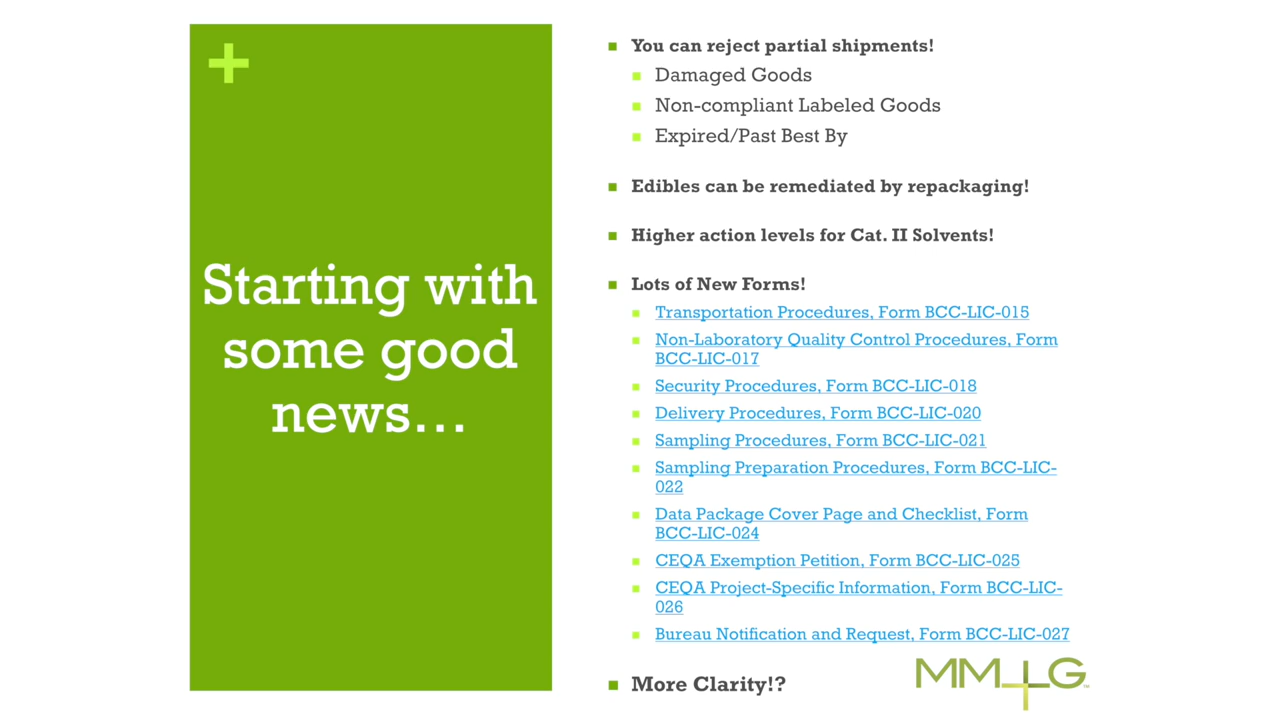 +
Starting with
some good
news...
You can reject partial shipments!
Damaged Goods
Non-compliant Labeled Goods
Expired/Past Best By
Edibles can be remediated by repackaging!
Higher action levels for Cat. II Solvents!
Lots of New Forms!
Transportation Procedures, Form BCC-LIC-015
Non-Laboratory Quality Control Procedures, Form
BCC-LIC-017
Security Procedures, Form BCC-LIC-018
Delivery Procedures, Form BCC-LIC-020
Sampling Procedures, Form BCC-LIC-021
Sampling Preparation Procedures, Form BCC-LIC-
022
Data Package Cover Page and Checklist, Form
BCC-LIC-024
CEQA Exemption Petition, Form BCC-LIC-025
CEQA Project-Specific Information, Form BCC-LIC-
026
Bureau Notification and Request, Form BCC-LIC-027
More Clarity!?
MM+G™